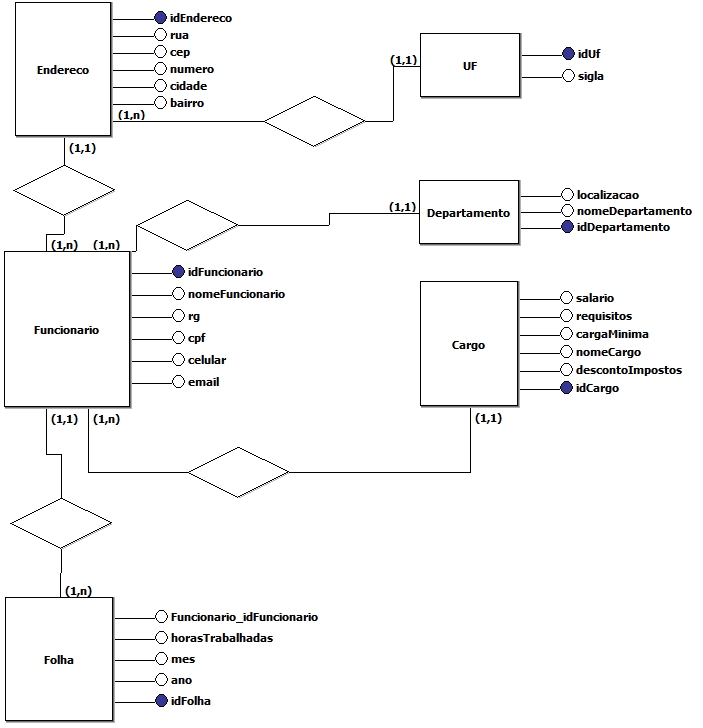 Endereco
idEndereco
rua
cep
numero
cidade
bairro
(1,n)
(1,1)
UF
idUf
sigla
(1,1)
(1,n)
(1,n)
(1,1)
Departamento
localizacao
nomeDepartamento
idDepartamento
Funcionario
idFuncionario
nomeFuncionario
rg
cpf
celular
email
Cargo
salario
requisitos
cargaMinima
nomeCargo
descontoImpostos
idCargo
(1,1)
(1,n)
(1,1)
(1,n)
Folha
Funcionario_idFuncionario
horasTrabalhadas
mes
ano
idFolha